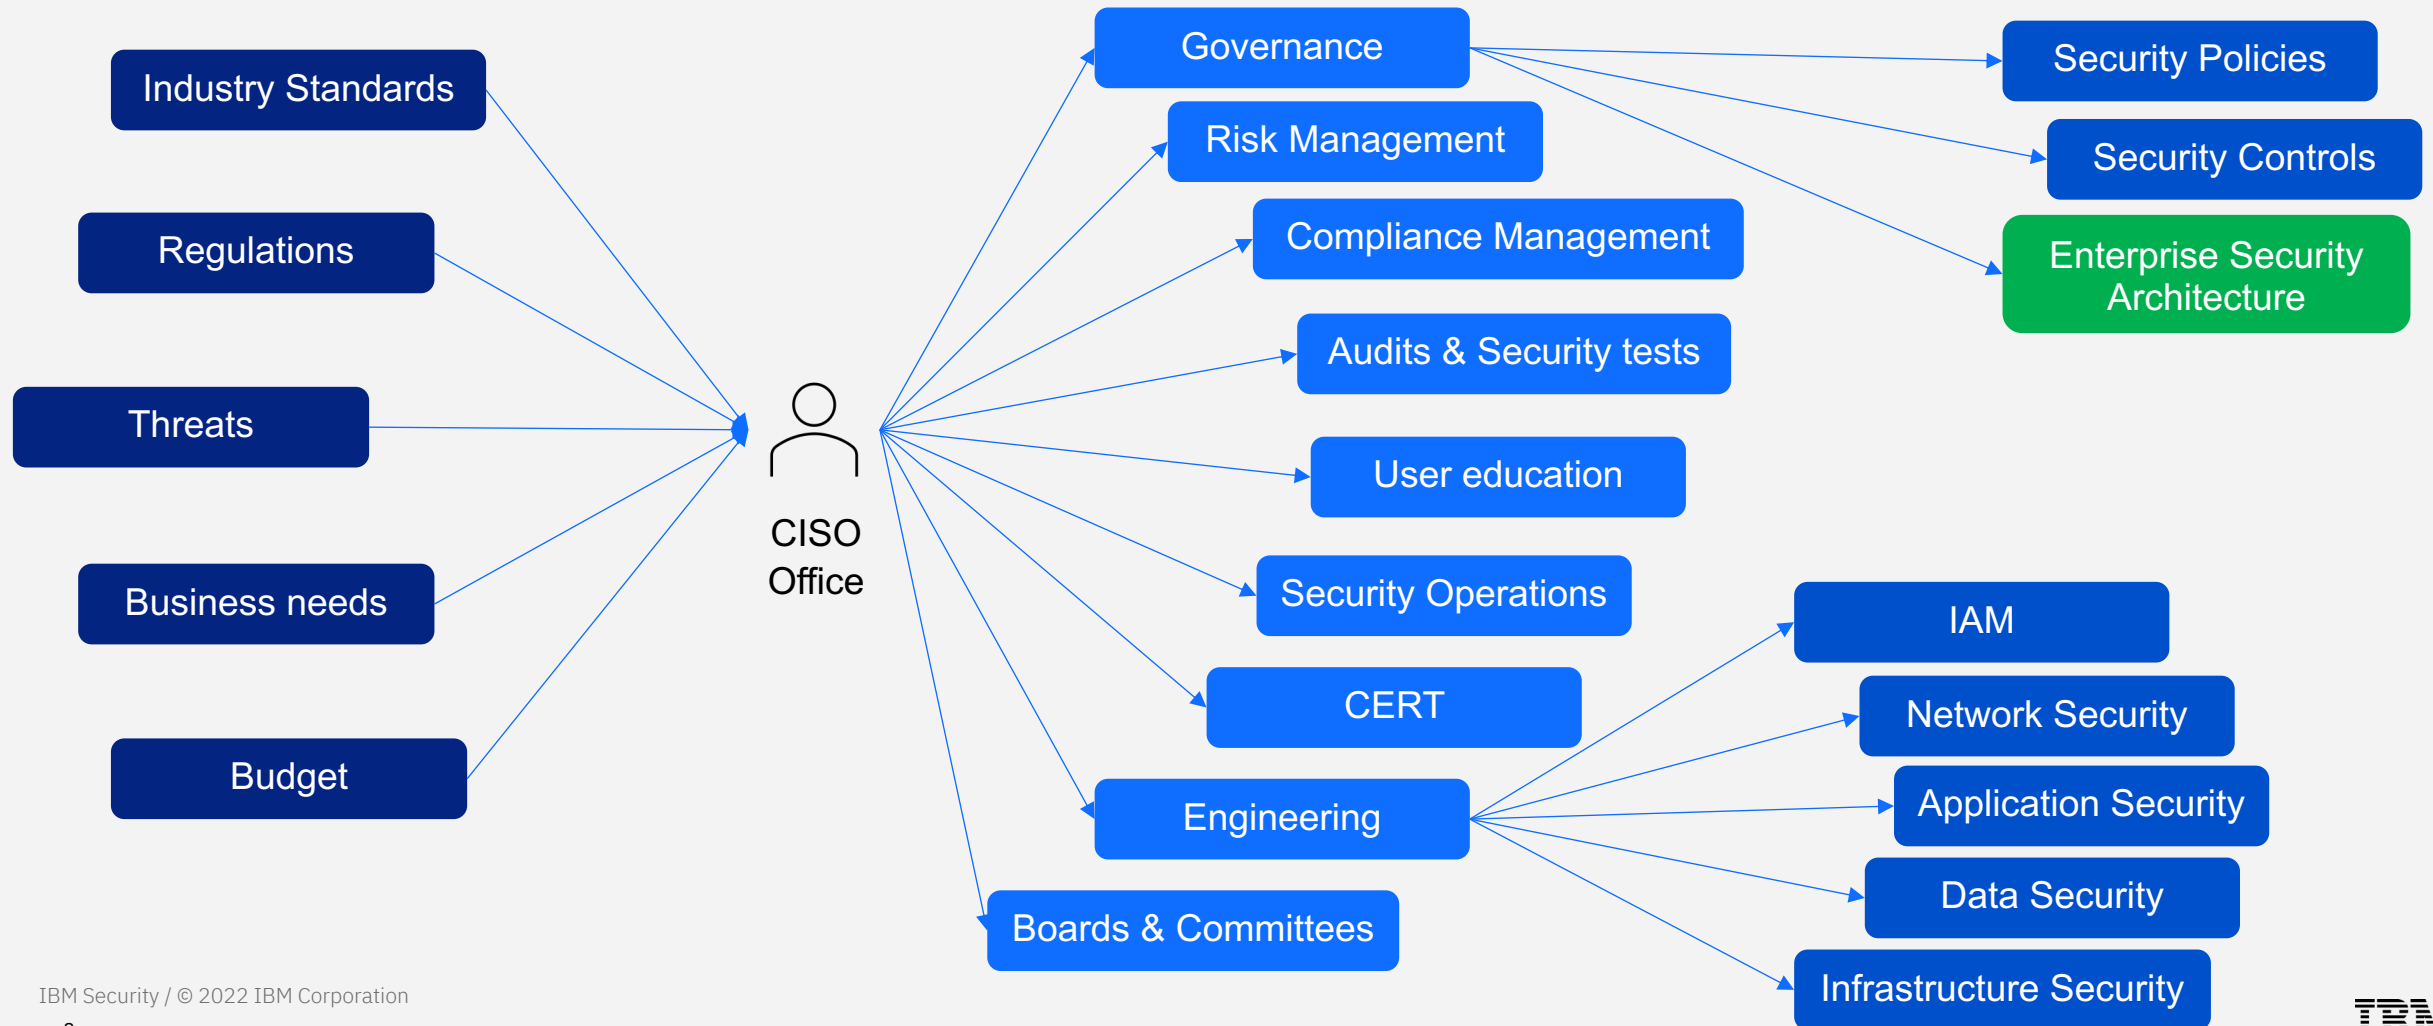 Industry Standards
Regulations
Threats
Business needs
Budget
CISO
Office
Governance
Risk Management
Compliance Management
Audits & Security tests
User education
Security Operations
CERT
Engineering
Boards & Committees
Security Policies
Security Controls
Enterprise Security
Architecture
IAM
Network Security
Application Security
Data Security
Infrastructure Security
IBM Security / © 2022 IBM Corporation